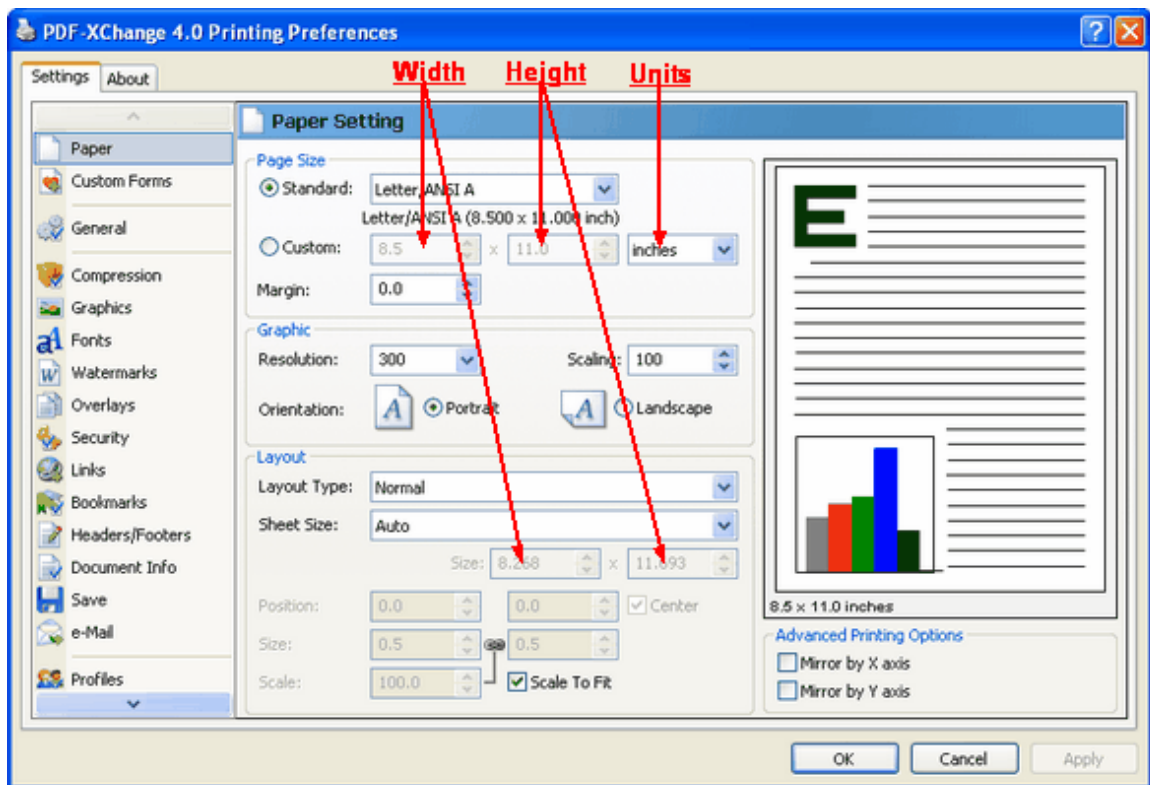 PDF-XChange 4.0 Printing Preferences
Settings About
Width Height Units
Paper
Custom Forms
General
Compression
Graphics
Fonts
Watermarks
Overlays
Security
Links
Bookmarks
Headers/Footers
Document Info
Save
e-Mail
Profiles
Paper Setting
Page Size
Standard: Letter/ANSI A
Letter/ANSI A (8.500 x 11.000 inch)
Custom: 8.5 x 11.0 inches
Margin: 0.0
Graphic
Resolution: 300 Scaling: 100
Orientation: A Portrait A Landscape
Layout
Layout Type: Normal
Sheet Size: Auto
Size: 8.268 x 11.693
Position: 0.0 0.0 Center
Size: 0.5 0.5
Scale: 100.0 Scale To Fit
E
8.5 x 11.0 inches
Advanced Printing Options
Mirror by X axis
Mirror by Y axis
OK Cancel Apply